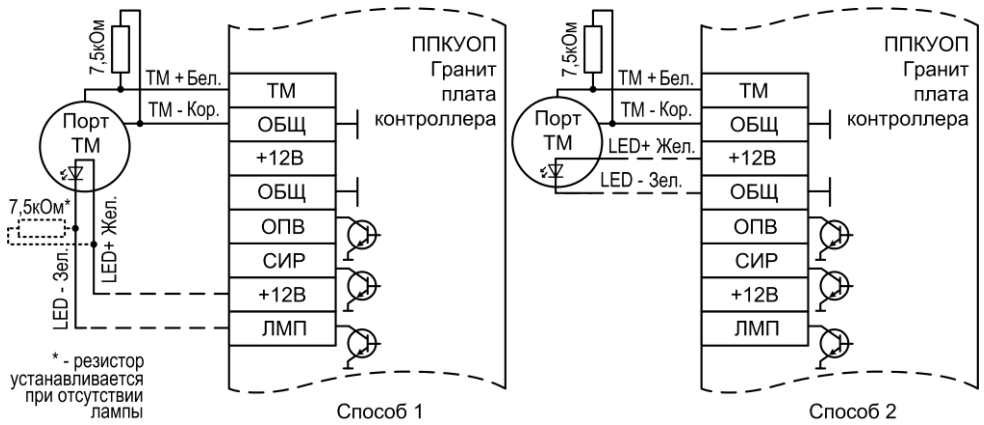 7,5кОм
ТМ + Бел.
ТМ - Кор.
Порт
ТМ
7,5кОм*
LED - Зел.
LED+ Жел.
* - резистор
устанавливается
при отсутствии
лампы
ППКУОП
Гранит
плата
контроллера
ТМ
ОБЩ
+12В
ОБЩ
ОПВ
СИР
+12В
ЛМП
Способ 1
7,5кОм
ТМ + Бел.
ТМ - Кор.
Порт
ТМ
LED+ Жел.
LED - Зел.
ППКУОП
Гранит
плата
контроллера
ТМ
ОБЩ
+12В
ОБЩ
ОПВ
СИР
+12В
ЛМП
Способ 2